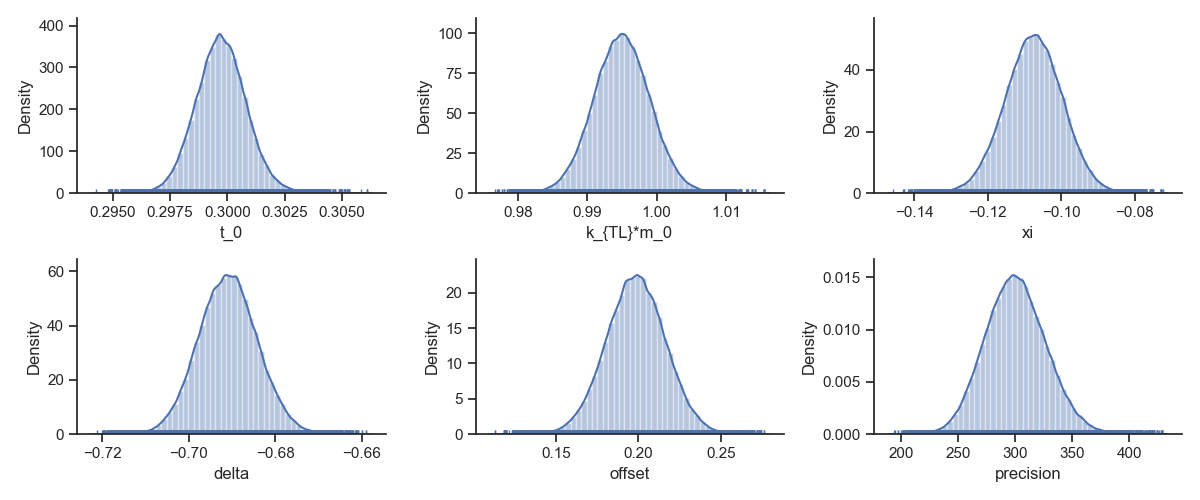 400
300
200
100
0
Density
0.2950 0.2975 0.3000 0.3025 0.3050
t_0
100
75
50
25
0
Density
0.98 0.99 1.00 1.01
k_{TL}*m_0
40
20
0
Density
−0.14 −0.12 −0.10 −0.08
xi
60
40
20
0
Density
−0.72 −0.70 −0.68 −0.66
delta
20
15
10
5
0
Density
0.15 0.20 0.25
offset
0.015
0.010
0.005
0.000
Density
200 250 300 350 400
precision